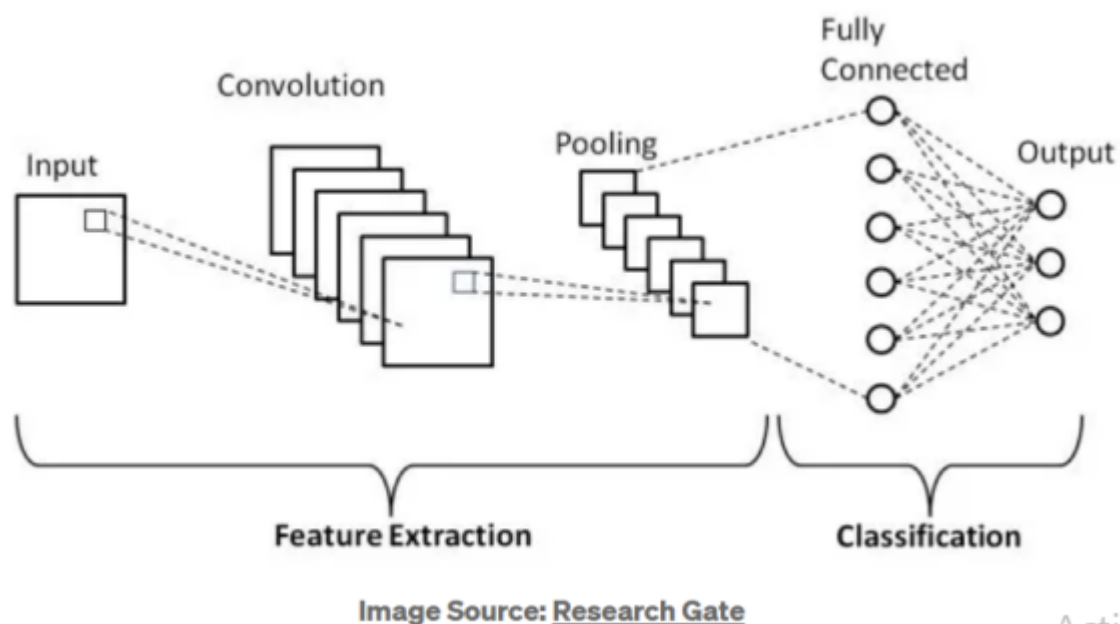 Fully
Connected
Convolution
Pooling
Output
Input
Feature Extraction
Classification
Image Source: Research Gate